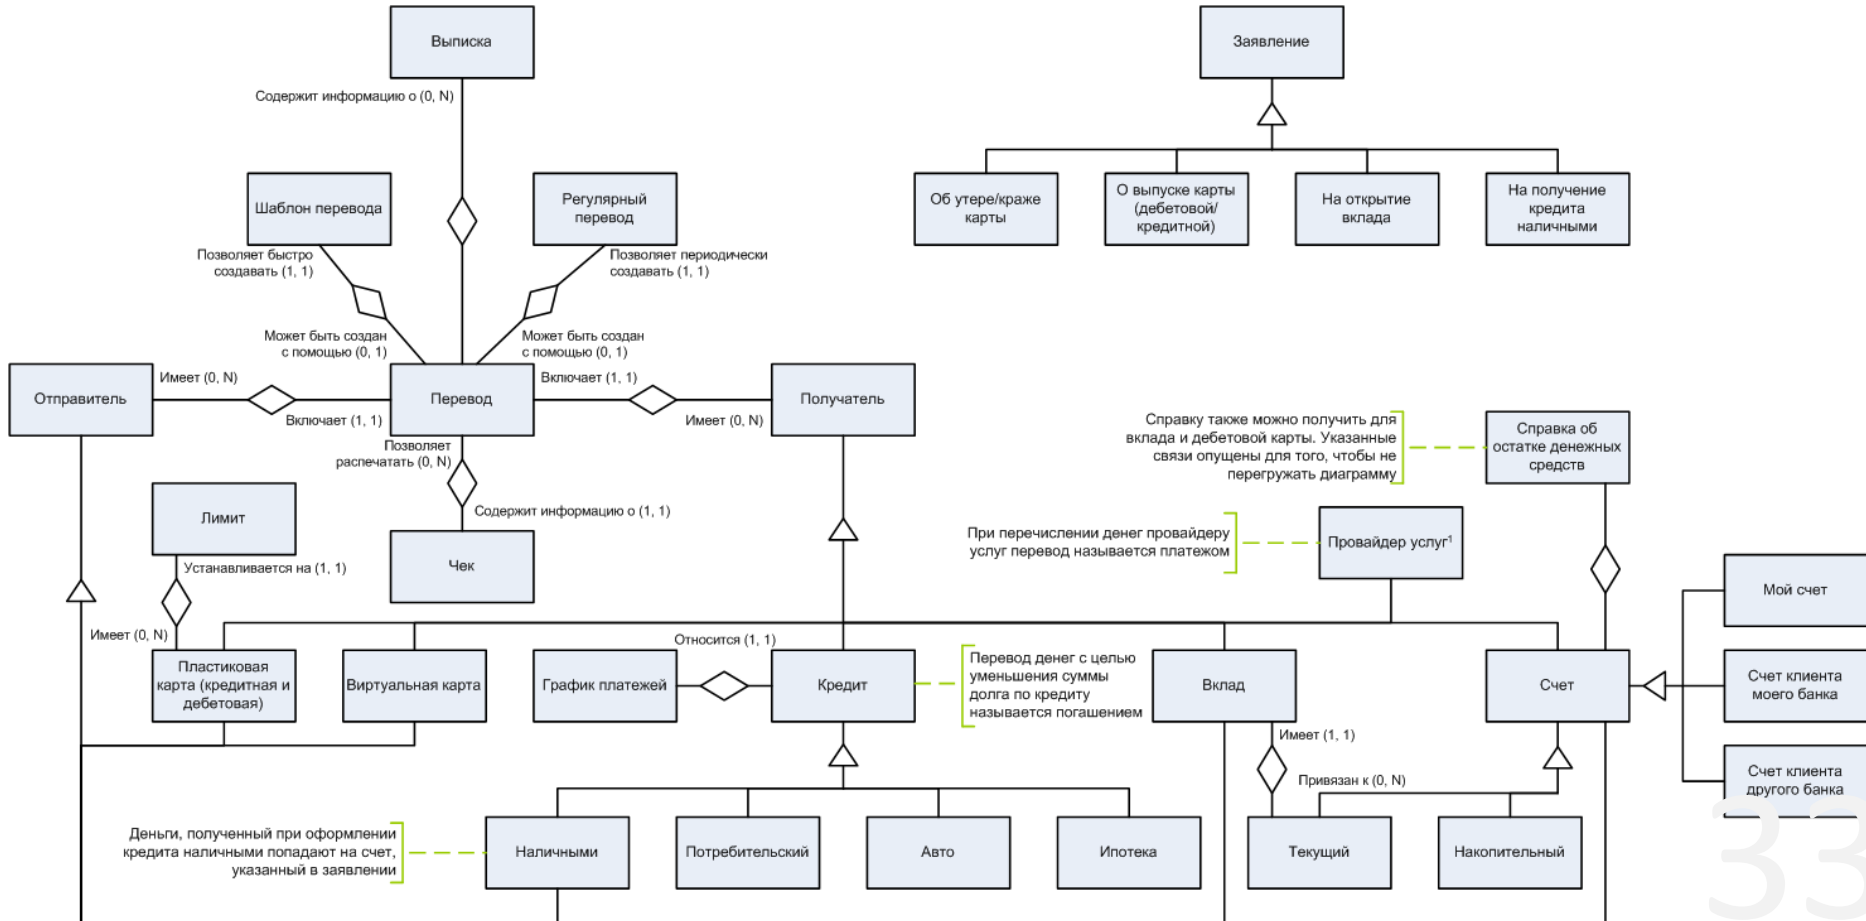 Выписка
Заявление
Содержит информацию о (0, N)
Шаблон перевода
Регулярный
перевод
Об утере/краже
карты
О выпуске карты
(дебетовой/
кредитной)
На открытие
вклада
На получение
кредита
наличными
Позволяет быстро
создавать (1, 1)
Позволяет периодически
создавать (1, 1)
Может быть создан
с помощью (0, 1)
Может быть создан
с помощью (0, 1)
Отправитель
Имеет (0, N)
Включает (1, 1)
Перевод
Включает (1, 1)
Имеет (0, N)
Получатель
Позволяет
распечатать (0, N)
Содержит информацию о (1, 1)
Чек
Справку также можно получить для
вклада и дебетовой карты. Указанные
связи опущены для того, чтобы не
перегружать диаграмму
Справка об
остатке денежных
средств
Лимит
Устанавливается на (1, 1)
Имеет (0, N)
При перечислении денег провайдеру
услуг перевод называется платежом
Провайдер услуг¹
Мой счет
Счет клиента
моего банка
Счет клиента
другого банка
Пластиковая
карта (кредитная и
дебетовая)
Виртуальная карта
График платежей
Относится (1, 1)
Кредит
Перевод денег с целью
уменьшения суммы
долга по кредиту
называется погашением
Вклад
Счет
Имеет (1, 1)
Привязан к (0, N)
Деньги, полученный при оформлении
кредита наличными попадают на счет,
указанный в заявлении
Наличными
Потребительский
Авто
Ипотека
Текущий
Накопительный
33